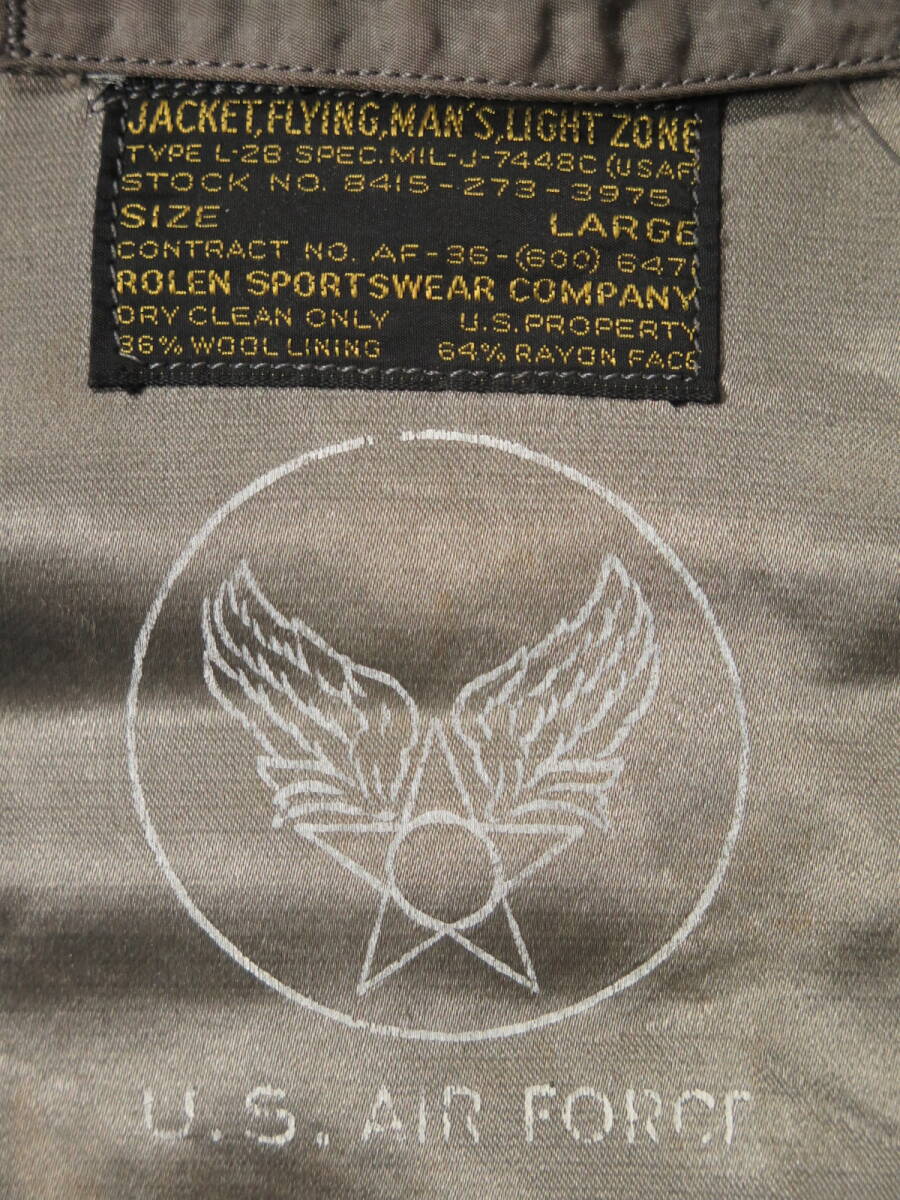 JACKET,FLYING,MAN'S,LIGHT ZONE
TYPE L-2B SPEC.MIL-J-7448C (USAF
STOCK NO. 8415-273-3975
SIZE LARGE
CONTRACT NO. AF-36-(600) 647
ROLEN SPORTSWEAR COMPANY
DRY CLEAN ONLY U.S.PROPERTY
36% WOOL LINING 64% RAYON FACE
U.S. AIR FORCE